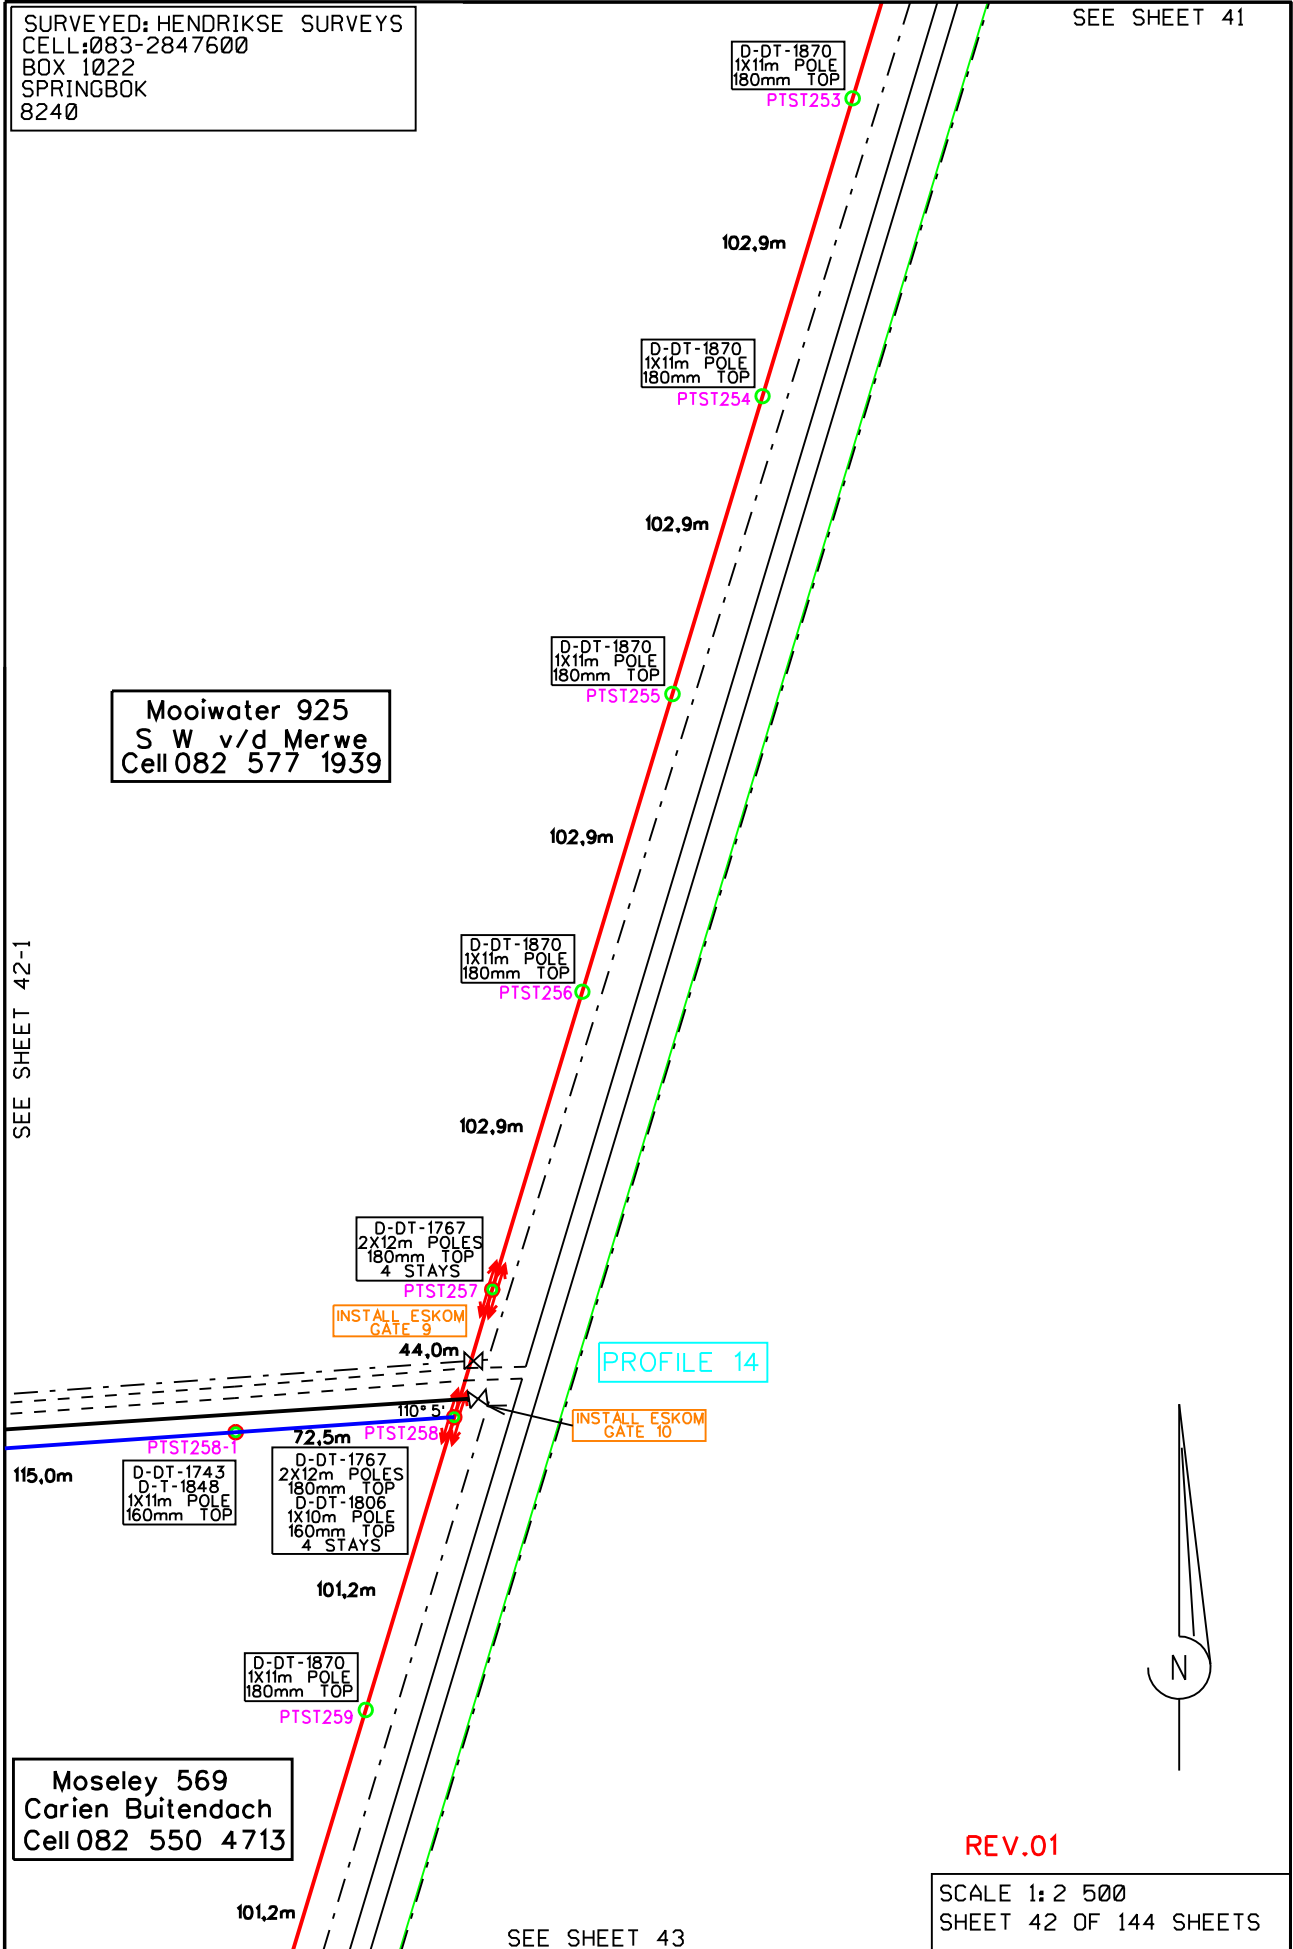 SURVEYED: HENDRIKSE SURVEYS
CELL:083-2847600
BOX 1022
SPRINGBOK
8240
SEE SHEET 41
D-DT-1870
1X11m POLE
180mm TOP
PTST253
102,9m
D-DT-1870
1X11m POLE
180mm TOP
PTST254
102,9m
D-DT-1870
1X11m POLE
180mm TOP
PTST255
Mooiwater 925
S W v/d Merwe
Cell 082 577 1939
102,9m
D-DT-1870
1X11m POLE
180mm TOP
PTST256
SEE SHEET 42-1
102,9m
D-DT-1767
2X12m POLES
180mm TOP
4 STAYS
PTST257
INSTALL ESKOM
GATE 9
44,0m
PROFILE 14
110° 5'
INSTALL ESKOM
GATE 10
PTST258
72,5m
PTST258-1
115,0m
D-DT-1743
D-T-1848
1X11m POLE
160mm TOP
D-DT-1767
2X12m POLES
180mm TOP
D-DT-1806
1X10m POLE
160mm TOP
4 STAYS
101,2m
D-DT-1870
1X11m POLE
180mm TOP
PTST259
N
Moseley 569
Carien Buitendach
Cell 082 550 4713
REV.01
101,2m
SEE SHEET 43
SCALE 1: 2 500
SHEET 42 OF 144 SHEETS